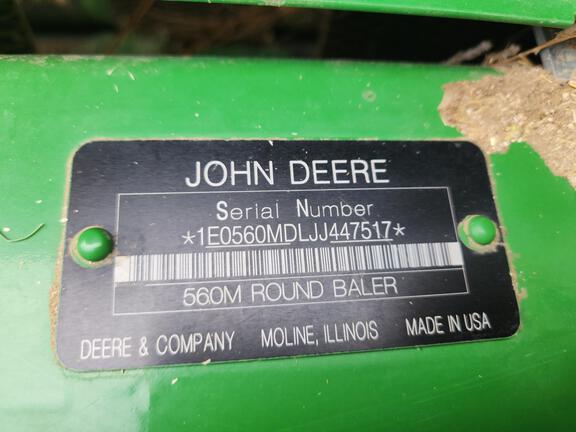 JOHN DEERE
Serial Number
*1E0560MDLJJ447517*
560M ROUND BALER
DEERE & COMPANY MOLINE, ILLINOIS MADE IN USA